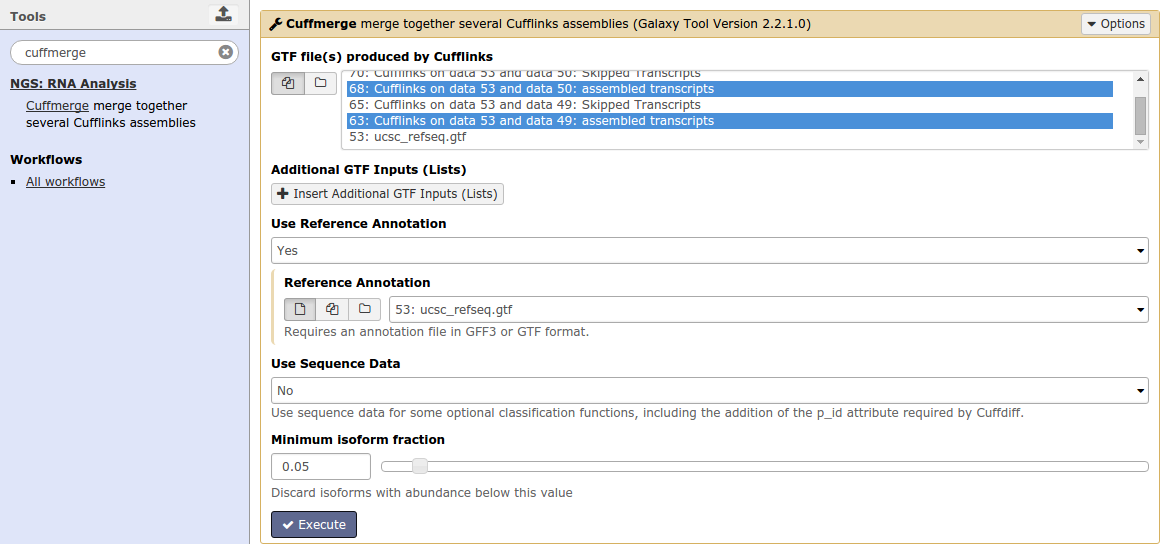 Tools
cuffmerge
NGS: RNA Analysis
Cuffmerge merge together
several Cufflinks assemblies
Workflows
All workflows
Cuffmerge merge together several Cufflinks assemblies (Galaxy Tool Version 2.2.1.0)
Options
GTF file(s) produced by Cufflinks
70: Cufflinks on data 53 and data 50: Skipped Transcripts
68: Cufflinks on data 53 and data 50: assembled transcripts
65: Cufflinks on data 53 and data 49: Skipped Transcripts
63: Cufflinks on data 53 and data 49: assembled transcripts
53: ucsc_refseq.gtf
Additional GTF Inputs (Lists)
Insert Additional GTF Inputs (Lists)
Use Reference Annotation
Yes
Reference Annotation
53: ucsc_refseq.gtf
Requires an annotation file in GFF3 or GTF format.
Use Sequence Data
No
Use sequence data for some optional classification functions, including the addition of the p_id attribute required by Cuffdiff.
Minimum isoform fraction
0.05
Discard isoforms with abundance below this value
Execute